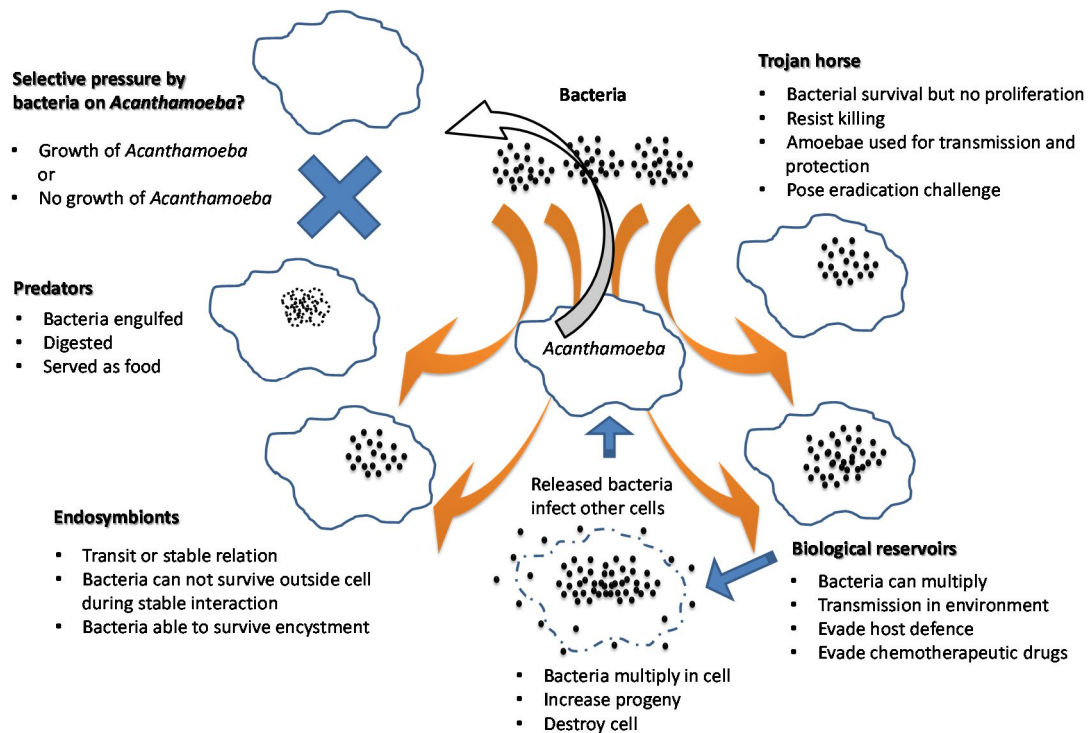 Selective pressure by
bacteria on Acanthamoeba?
▪ Growth of Acanthamoeba
or
▪ No growth of Acanthamoeba
Predators
▪ Bacteria engulfed
▪ Digested
▪ Served as food
Endosymbionts
▪ Transit or stable relation
▪ Bacteria can not survive outside cell
during stable interaction
▪ Bacteria able to survive encystment
Bacteria
Acanthamoeba
Released bacteria
infect other cells
▪ Bacteria multiply in cell
▪ Increase progeny
▪ Destroy cell
Trojan horse
▪ Bacterial survival but no proliferation
▪ Resist killing
▪ Amoebae used for transmission and
protection
▪ Pose eradication challenge
Biological reservoirs
▪ Bacteria can multiply
▪ Transmission in environment
▪ Evade host defence
▪ Evade chemotherapeutic drugs